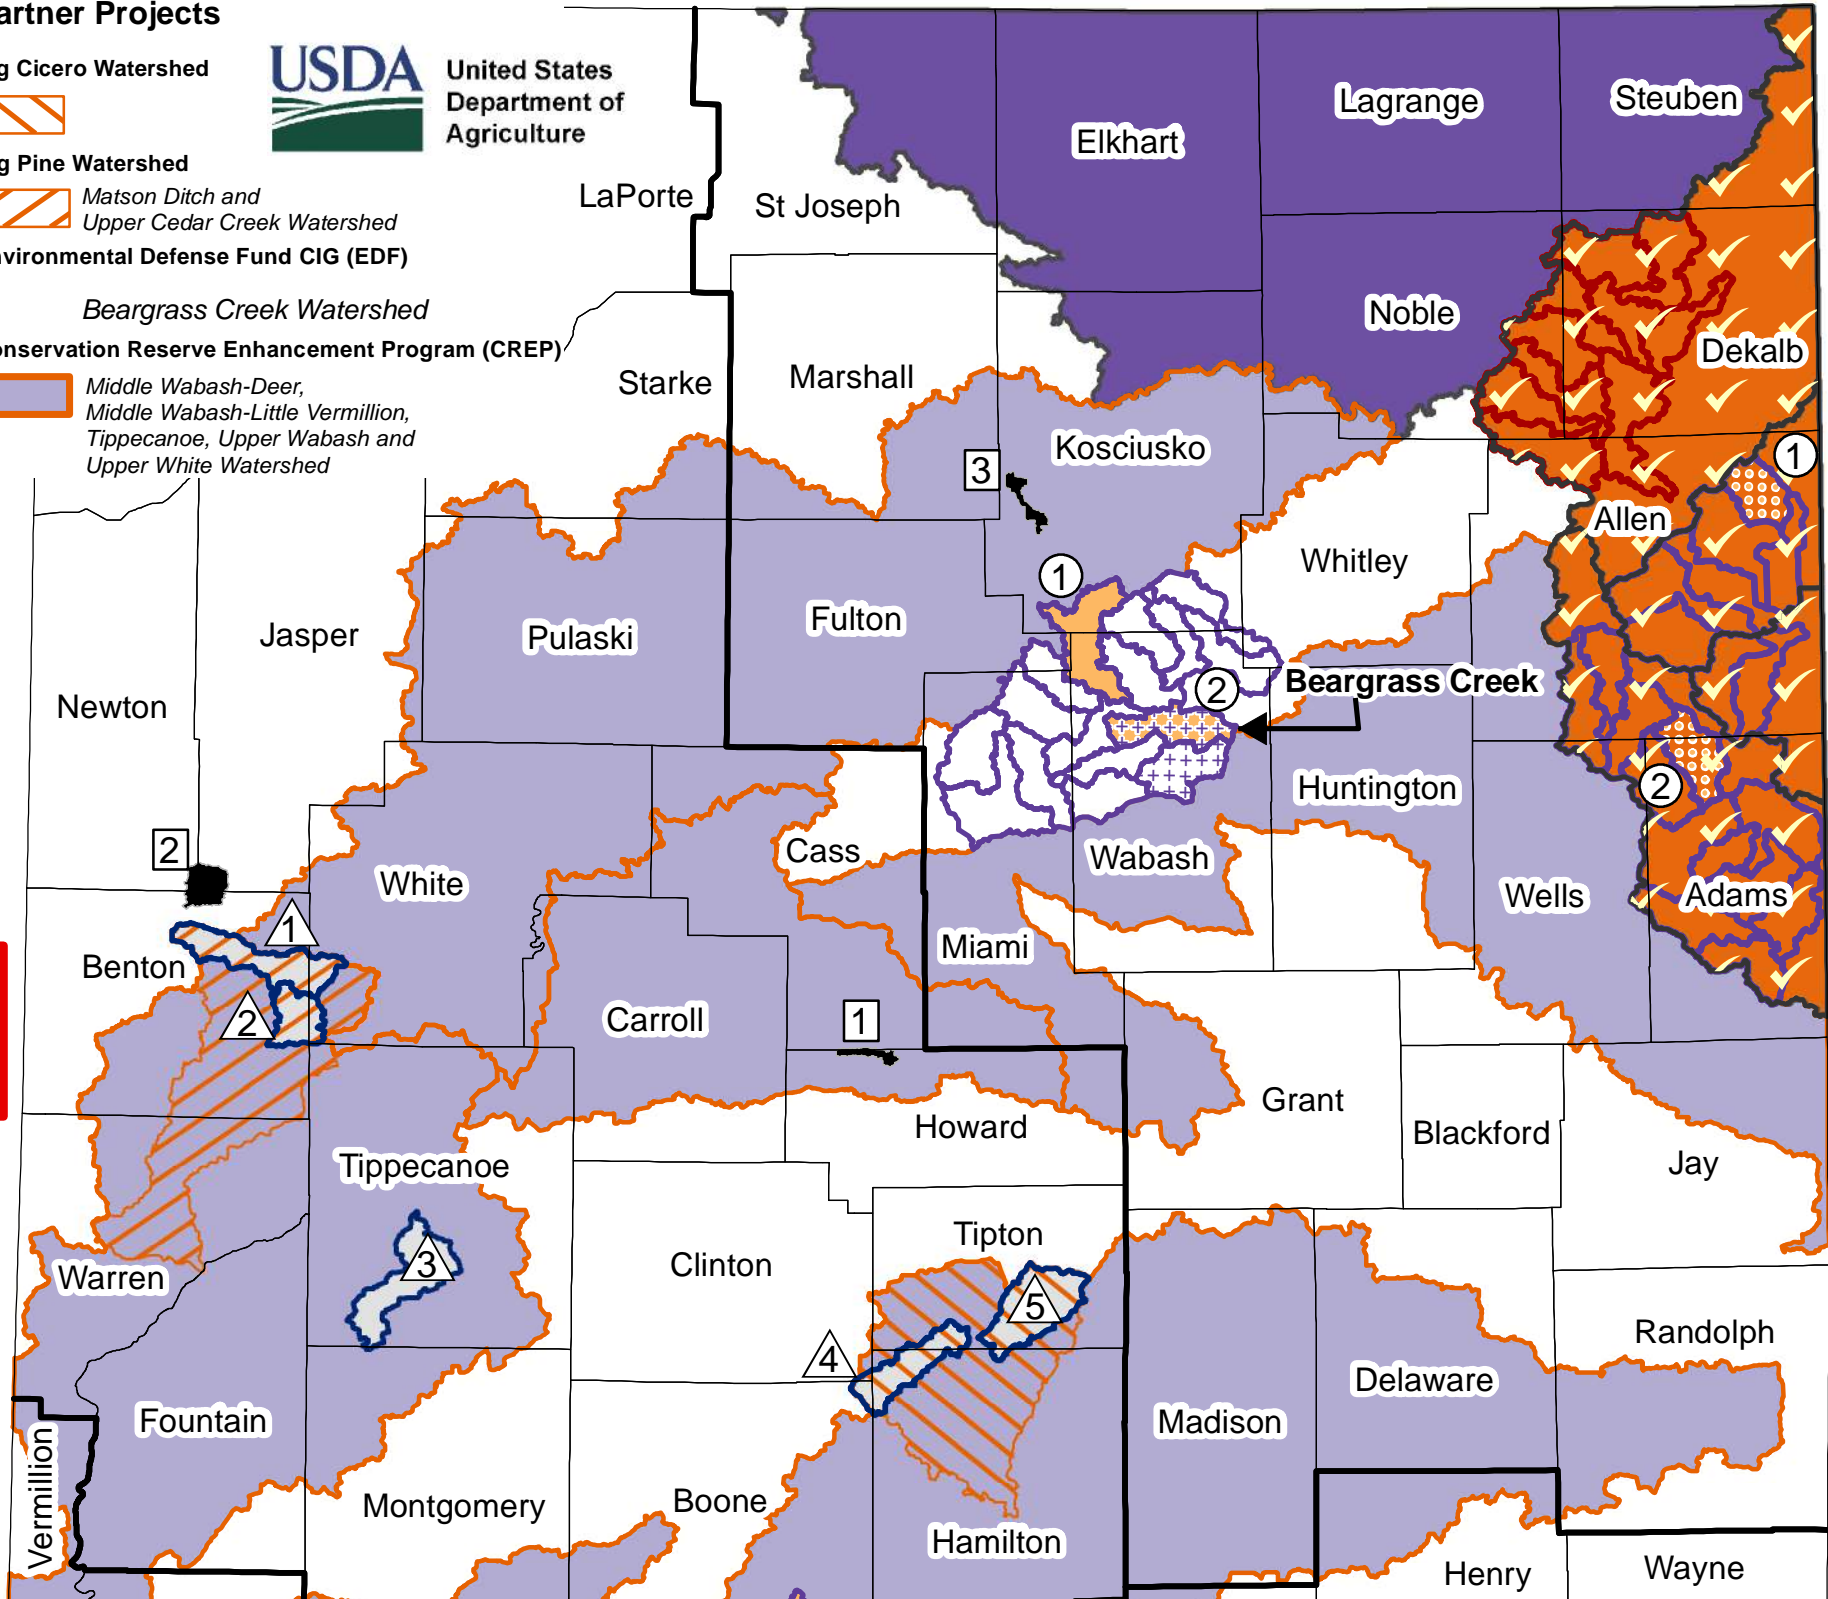 artner Projects
g Cicero Watershed
USDA
United States
Department of
Agriculture
g Pine Watershed
Matson Ditch and
Upper Cedar Creek Watershed
nvironmental Defense Fund CIG (EDF)
Beargrass Creek Watershed
onservation Reserve Enhancement Program (CREP)
Middle Wabash-Deer,
Middle Wabash-Little Vermillion,
Tippecanoe, Upper Wabash and
Upper White Watershed
Lagrange
Steuben
Elkhart
LaPorte
St Joseph
Noble
Dekalb
Starke
Marshall
Kosciusko
1
3
Allen
Whitley
1
Jasper
Pulaski
Fulton
Newton
2
Beargrass Creek
Huntington
2
2
Cass
Wabash
White
Wells
Adams
1
Benton
Miami
2
Carroll
1
Grant
Howard
Blackford
Tippecanoe
Jay
Tipton
3
Clinton
Warren
5
Randolph
4
Delaware
Fountain
Madison
Vermillion
Montgomery
Boone
Hamilton
Henry
Wayne